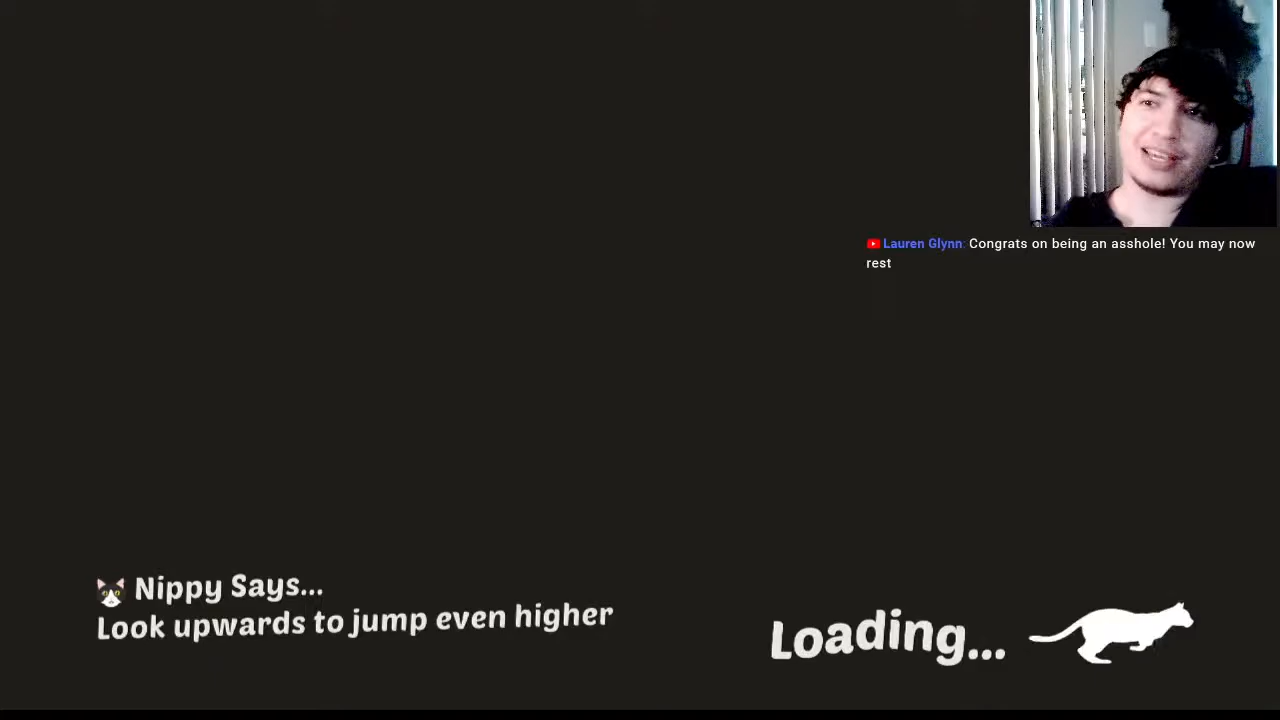 Lauren Glynn: Congrats on being an asshole! You may now
rest
Nippy Says...
Look upwards to jump even higher
Loading...